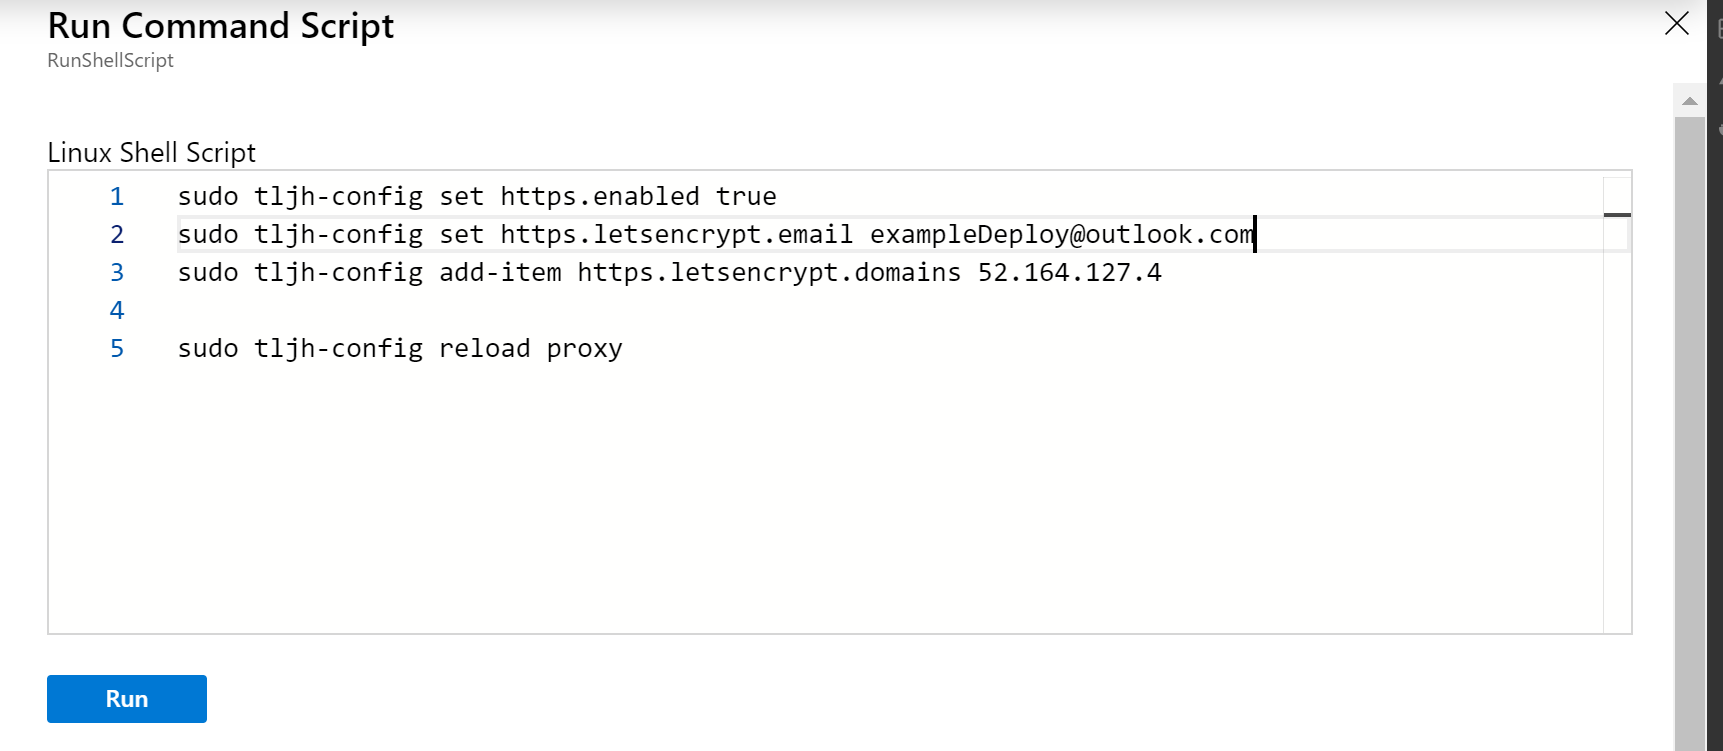 Run Command Script
RunShellScript
Linux Shell Script
1 sudo tljh-config set https.enabled true
2 sudo tljh-config set https.letsencrypt.email exampleDeploy@outlook.com
3 sudo tljh-config add-item https.letsencrypt.domains 52.164.127.4
4
5 sudo tljh-config reload proxy
Run